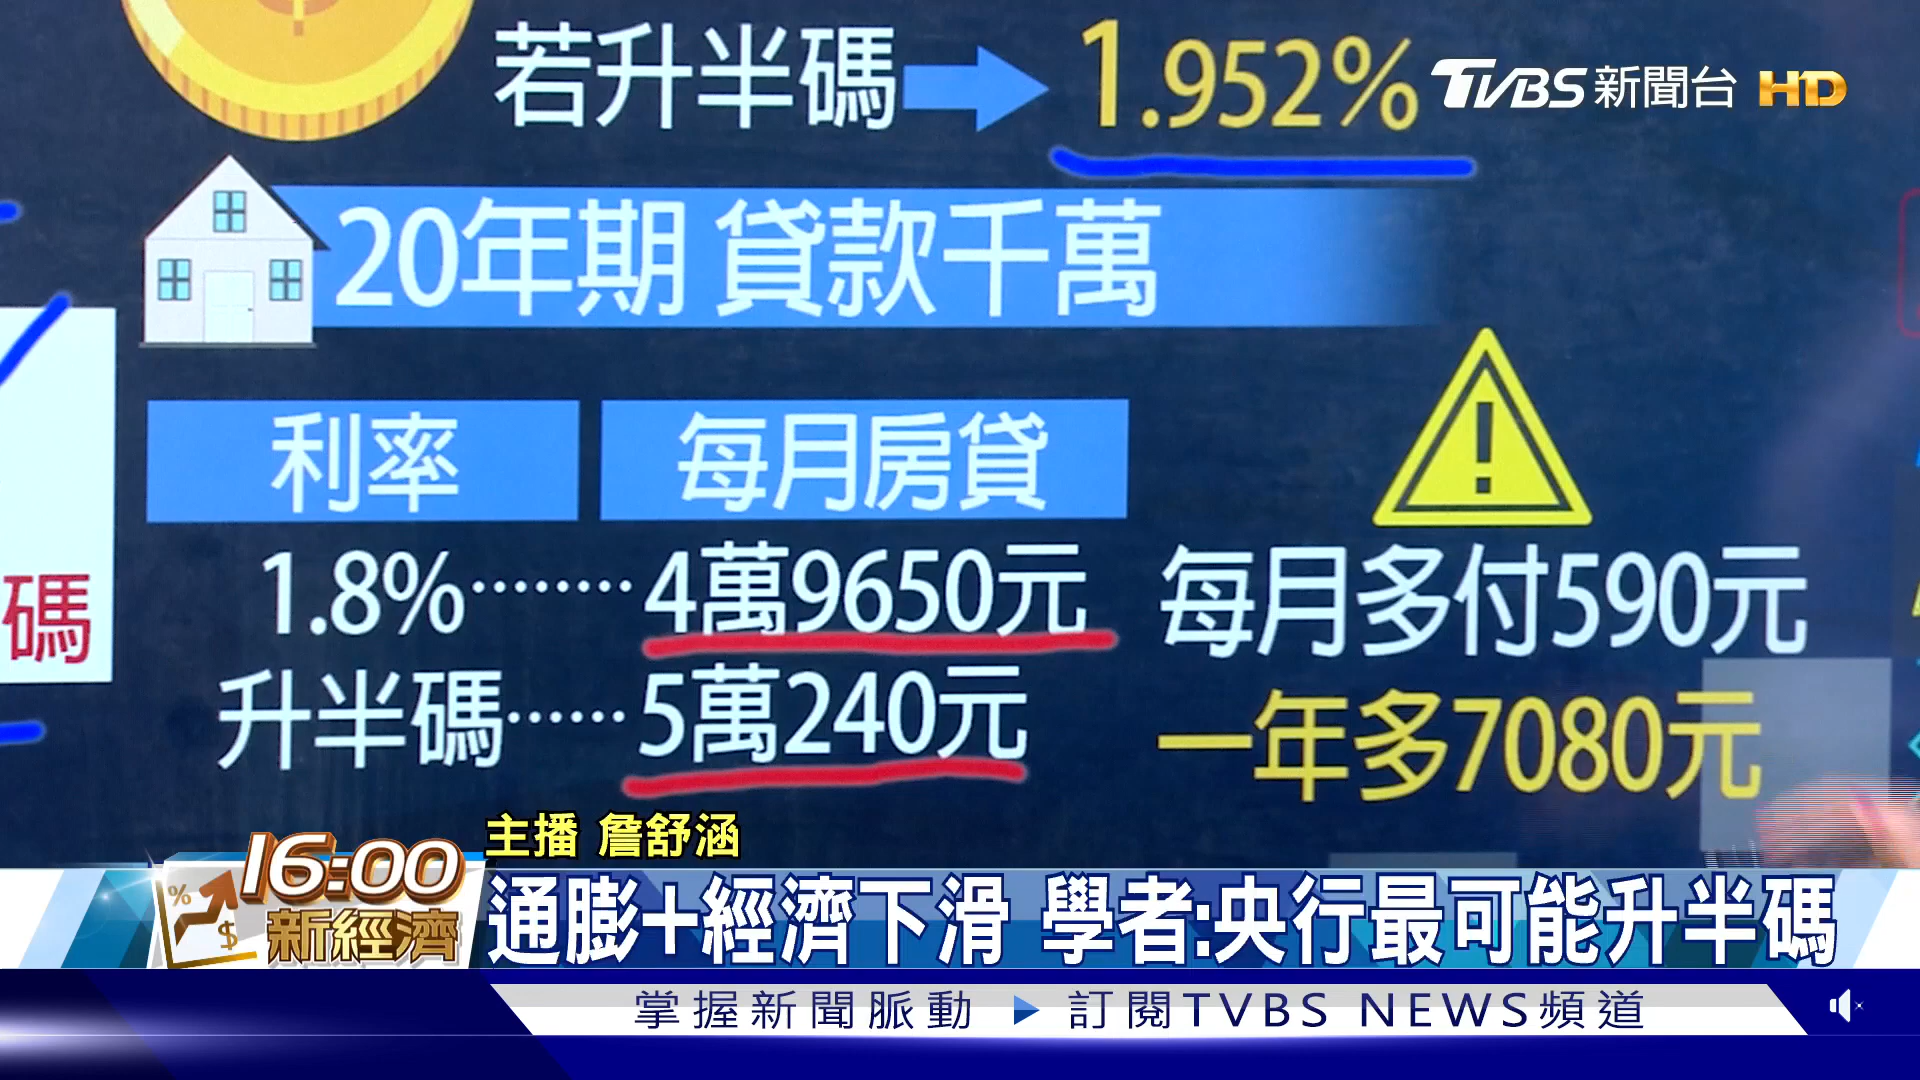 若升半碼 1.952%
TVBS新聞台 HD
20年期 貸款千萬
利率 每月房貸
1.8%········4萬9650元
升半碼······5萬240元
碼
!
每月多付590元
一年多7080元
主播 詹舒涵
16:00
% $
新經濟
通膨+經濟下滑 學者:央行最可能升半碼
掌握新聞脈動 訂閱TVBS NEWS頻道